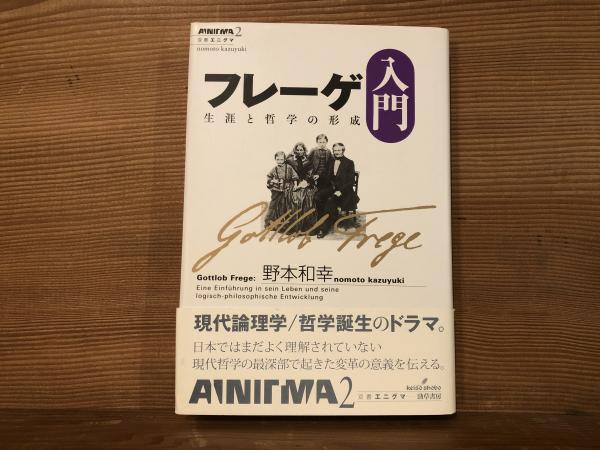 AINIГMA2
双書エニグマ
nomoto kazuyuki
フレーゲ入門
生涯と哲学の形成
Gottlob Frege
Gottlob Frege: 野本和幸 nomoto kazuyuki
Eine Einführung in sein Leben und seine
logisch-philosophische Entwicklung
現代論理学/哲学誕生のドラマ。
日本ではまだよく理解されていない
現代哲学の最深部で起きた変革の意義を伝える。
AINIГMA2 双書エニグマ
keiso shobo
勁草書房